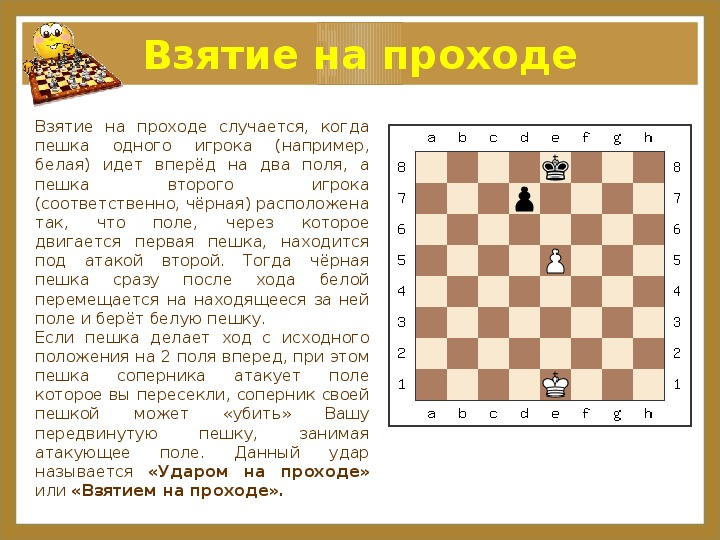 Взятие на проходе
Взятие на проходе случается, когда
пешка одного игрока (например,
белая) идет вперёд на два поля, а
пешка второго игрока
(соответственно, чёрная) расположена
так, что поле, через которое
двигается первая пешка, находится
под атакой второй. Тогда чёрная
пешка сразу после хода белой
перемещается на находящееся за ней
поле и берёт белую пешку.
Если пешка делает ход с исходного
положения на 2 поля вперед, при этом
пешка соперника атакует поле
которое вы пересекли, соперник своей
пешкой может «убить» Вашу
передвинутую пешку, занимая
атакующее поле. Данный удар
называется «Ударом на проходе»
или «Взятием на проходе».
a b c d e f g h
8 8
7 7
6 6
5 5
4 4
3 3
2 2
1 1
a b c d e f g h